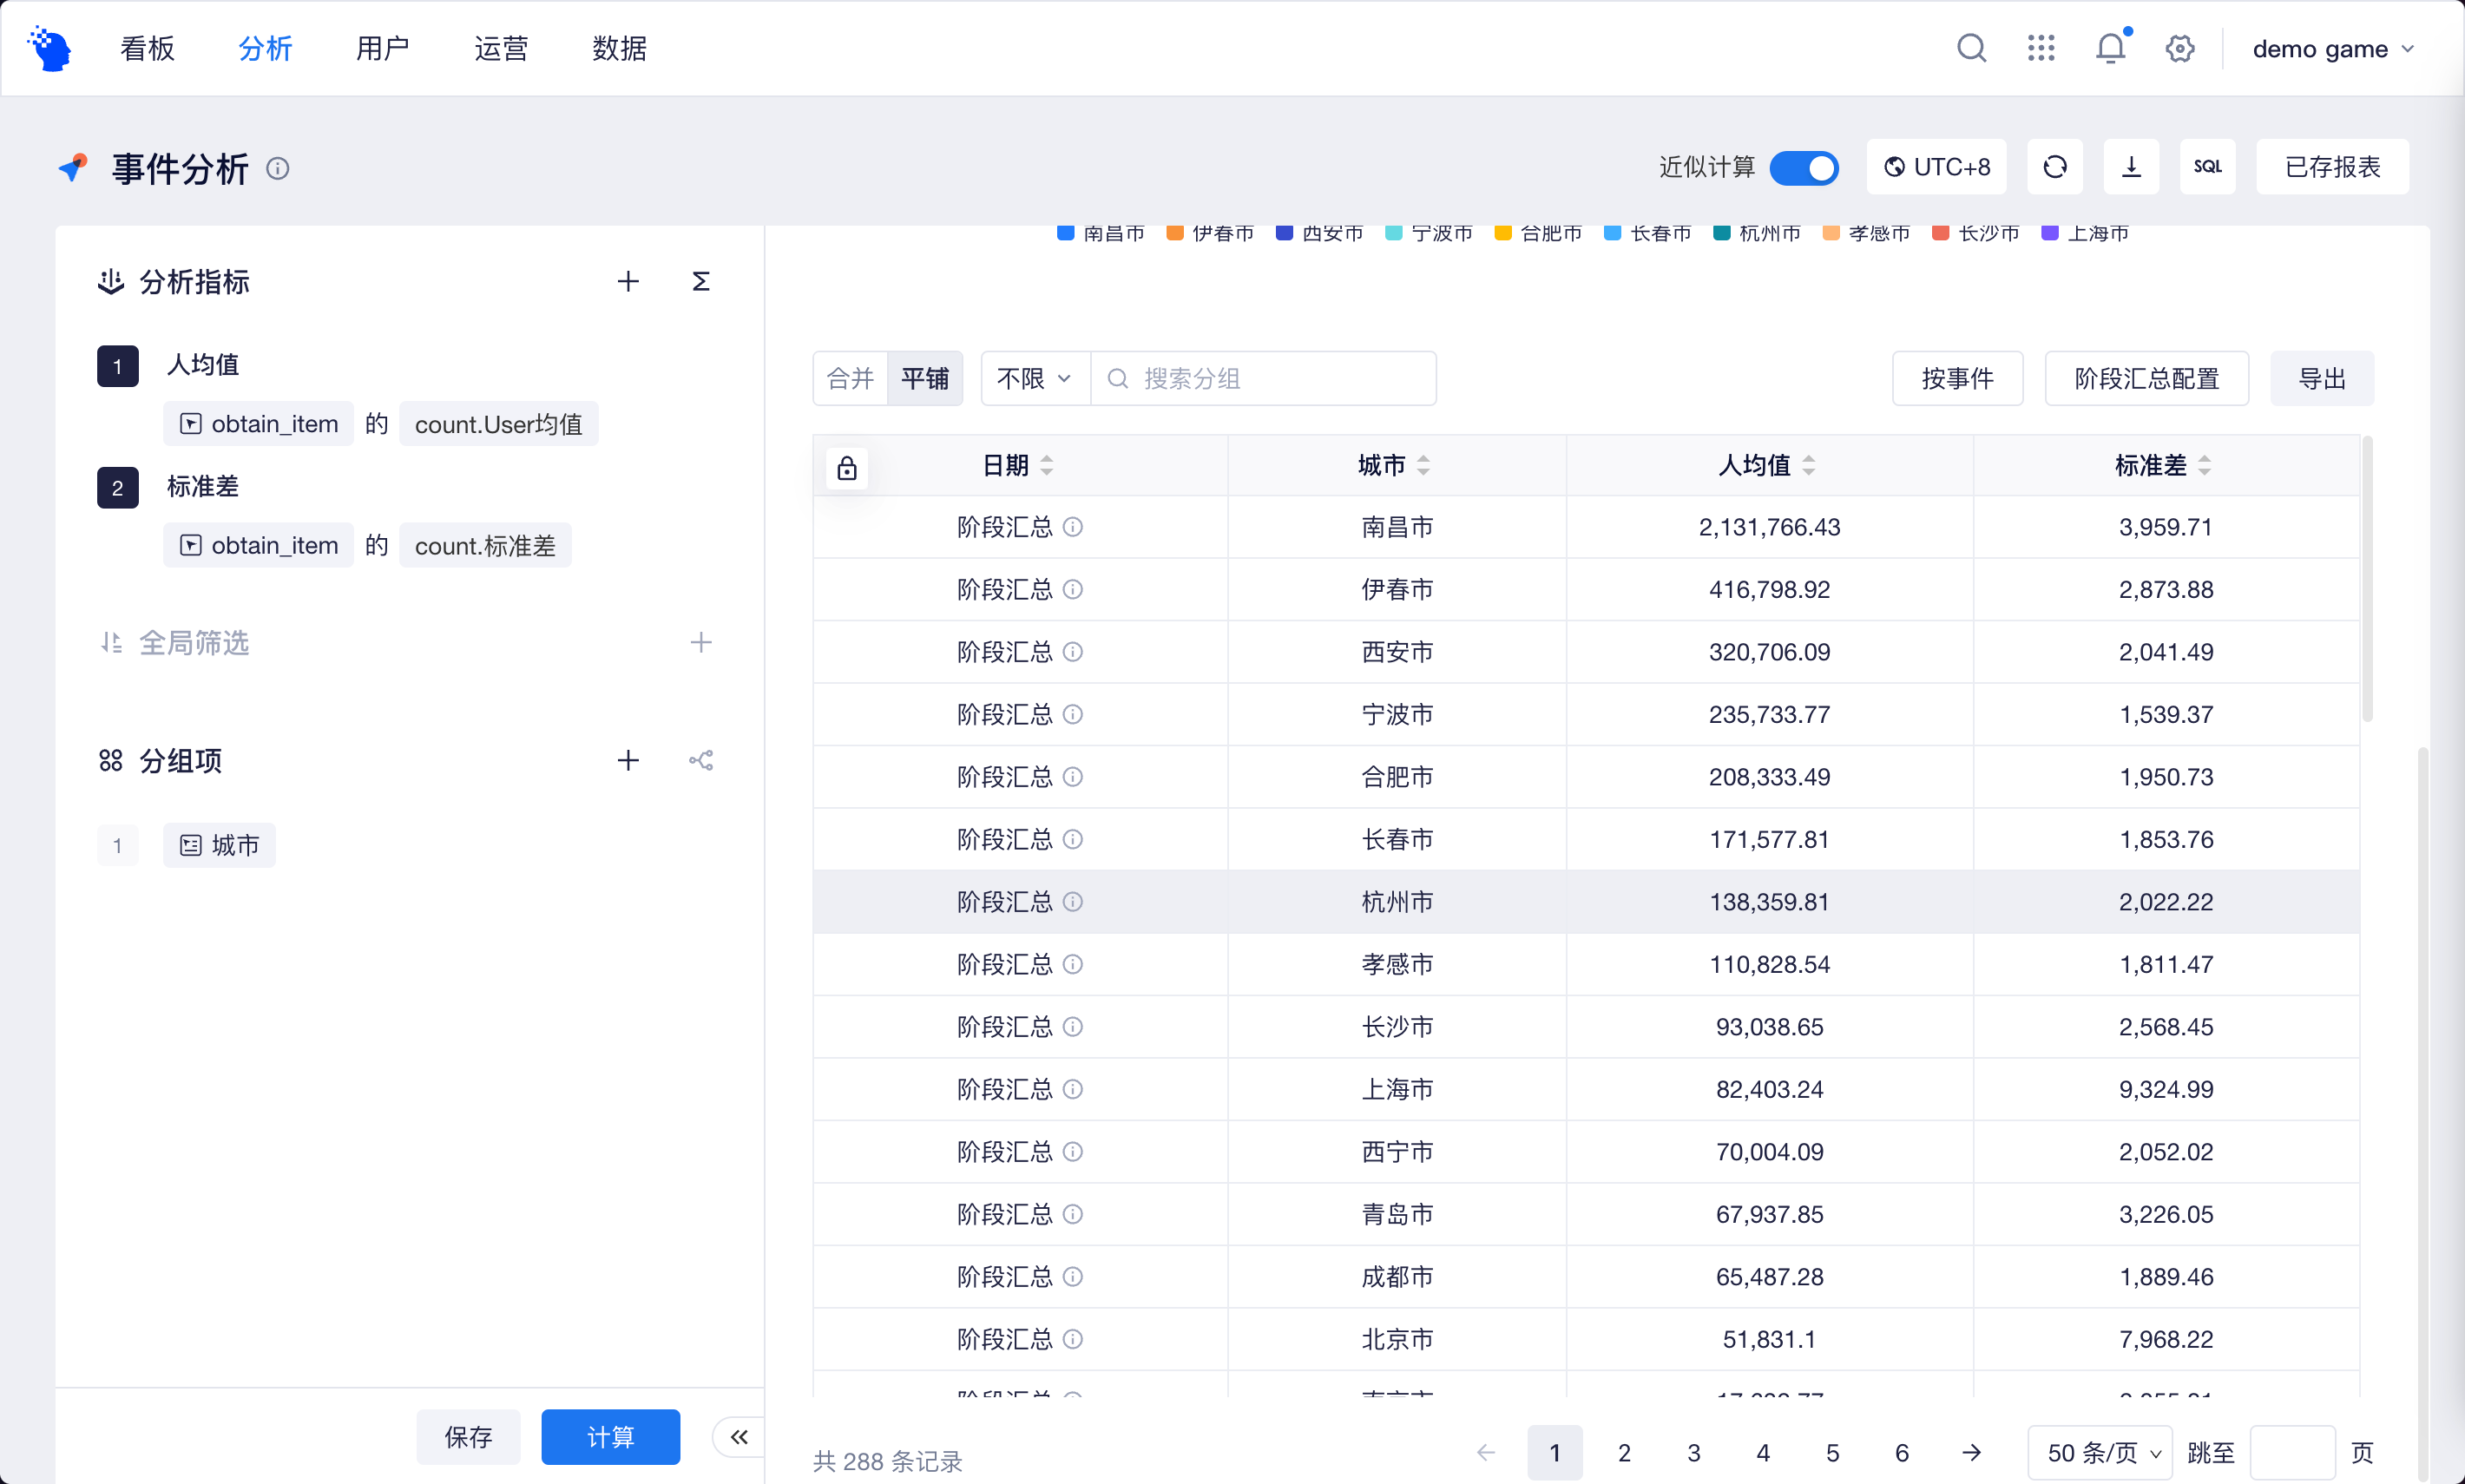 看板 分析 用户 运营 数据 demo game
事件分析 近似计算 UTC+8 SQL 已存报表
南昌市 伊春市 西安市 宁波市 合肥市 长春市 杭州市 孝感市 长沙市 上海市
分析指标
1 人均值
obtain_item 的 count.User均值
2 标准差
obtain_item 的 count.标准差
全局筛选
分组项
1 城市
保存 计算
合并 平铺 不限 搜索分组 按事件 阶段汇总配置 导出
日期 城市 人均值 标准差
阶段汇总 南昌市 2,131,766.43 3,959.71
阶段汇总 伊春市 416,798.92 2,873.88
阶段汇总 西安市 320,706.09 2,041.49
阶段汇总 宁波市 235,733.77 1,539.37
阶段汇总 合肥市 208,333.49 1,950.73
阶段汇总 长春市 171,577.81 1,853.76
阶段汇总 杭州市 138,359.81 2,022.22
阶段汇总 孝感市 110,828.54 1,811.47
阶段汇总 长沙市 93,038.65 2,568.45
阶段汇总 上海市 82,403.24 9,324.99
阶段汇总 西宁市 70,004.09 2,052.02
阶段汇总 青岛市 67,937.85 3,226.05
阶段汇总 成都市 65,487.28 1,889.46
阶段汇总 北京市 51,831.1 7,968.22
共 288 条记录 1 2 3 4 5 6 50 条/页 跳至 页